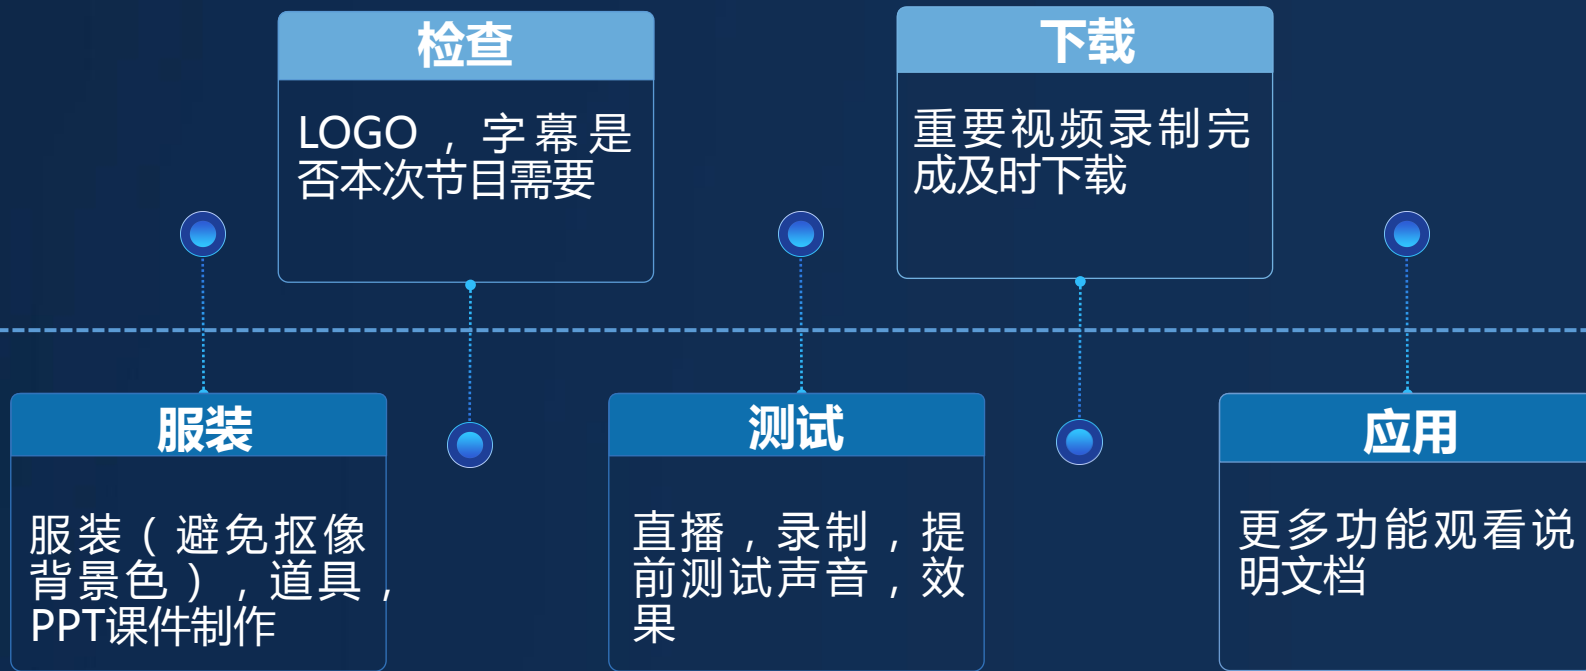 检查
LOGO，字幕是
否本次节目需要
下载
重要视频录制完
成及时下载
服装
服装（避免抠像
背景色），道具，
PPT课件制作
测试
直播，录制，提
前测试声音，效
果
应用
更多功能观看说
明文档